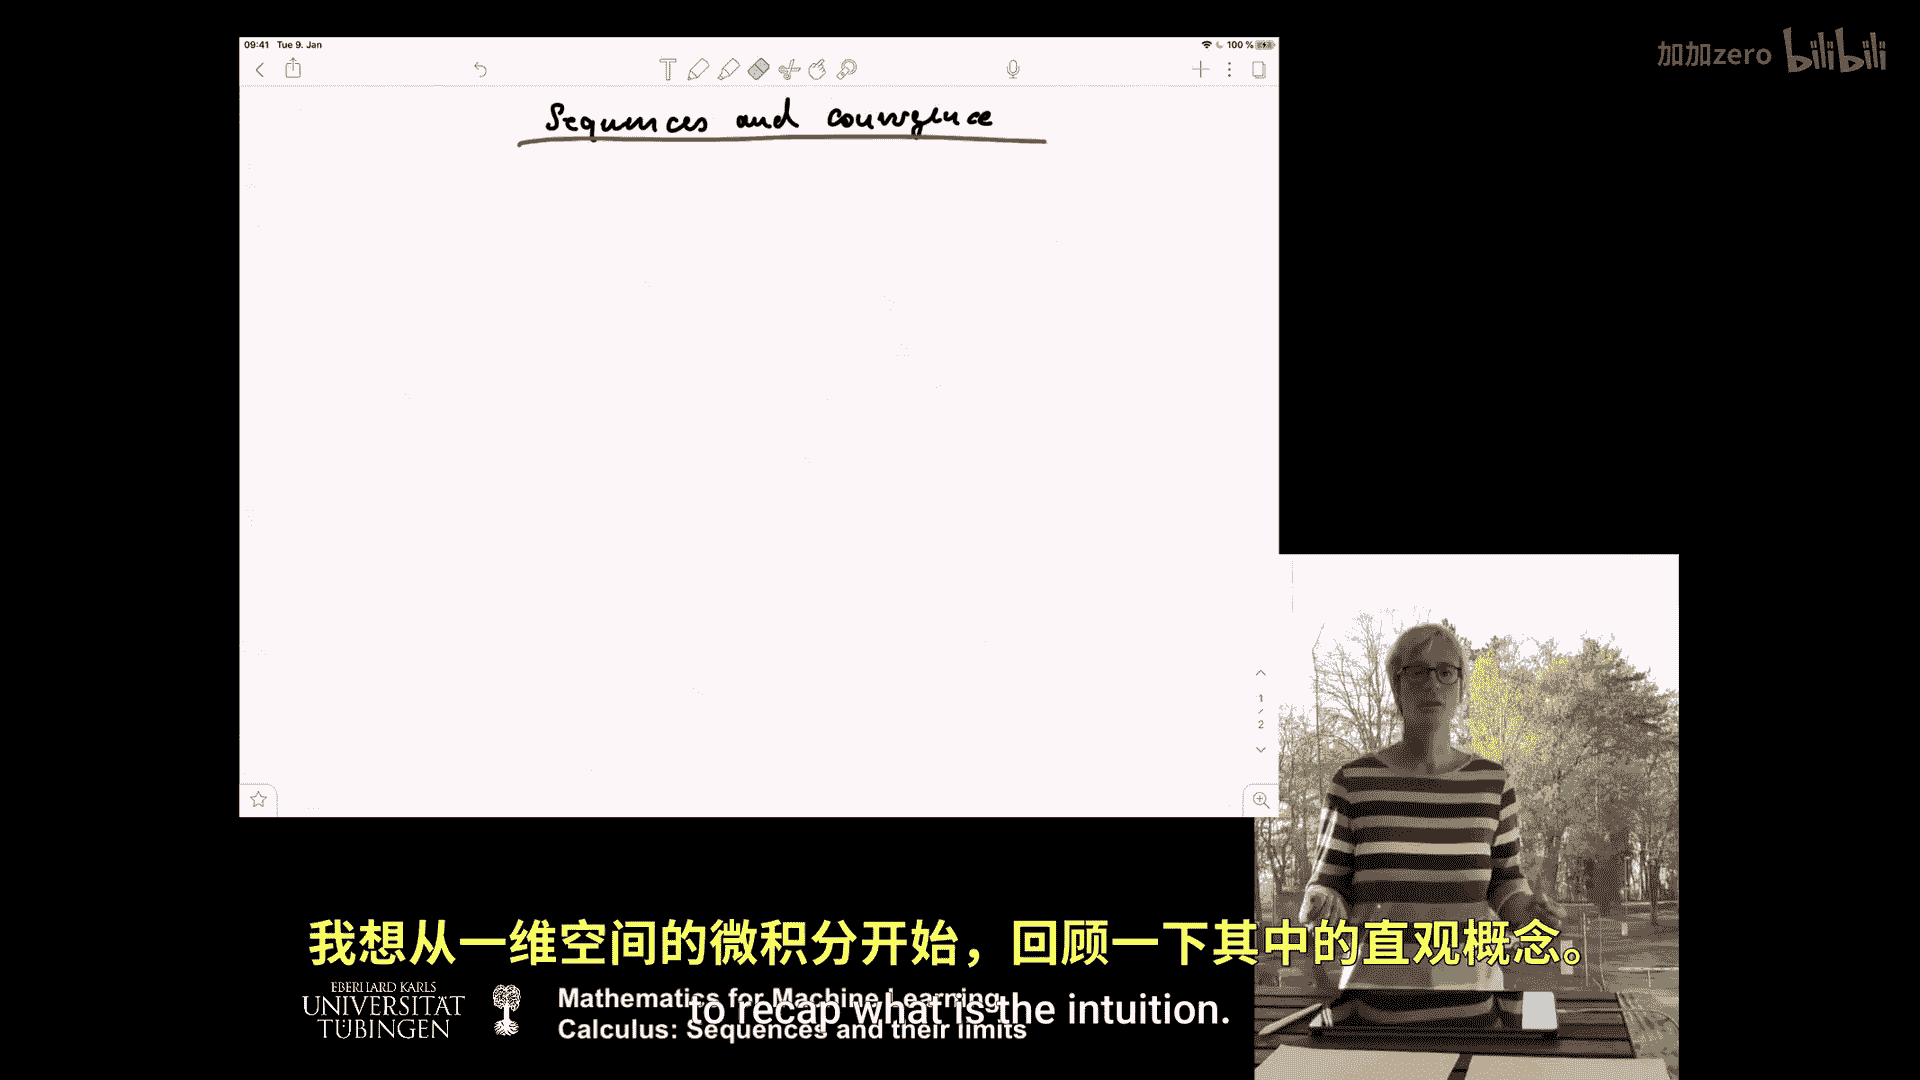 09:41 Tue 9. Jan
100 %
加加zero bilibili
Sequences and convergence
1
2
我想从一维空间的微积分开始，回顾一下其中的直观概念。
to recap what is the intuition.
EBERHARD KARLS
UNIVERSITÄT
TÜBINGEN
Mathematics for Machine Learning
Calculus: Sequences and their limits